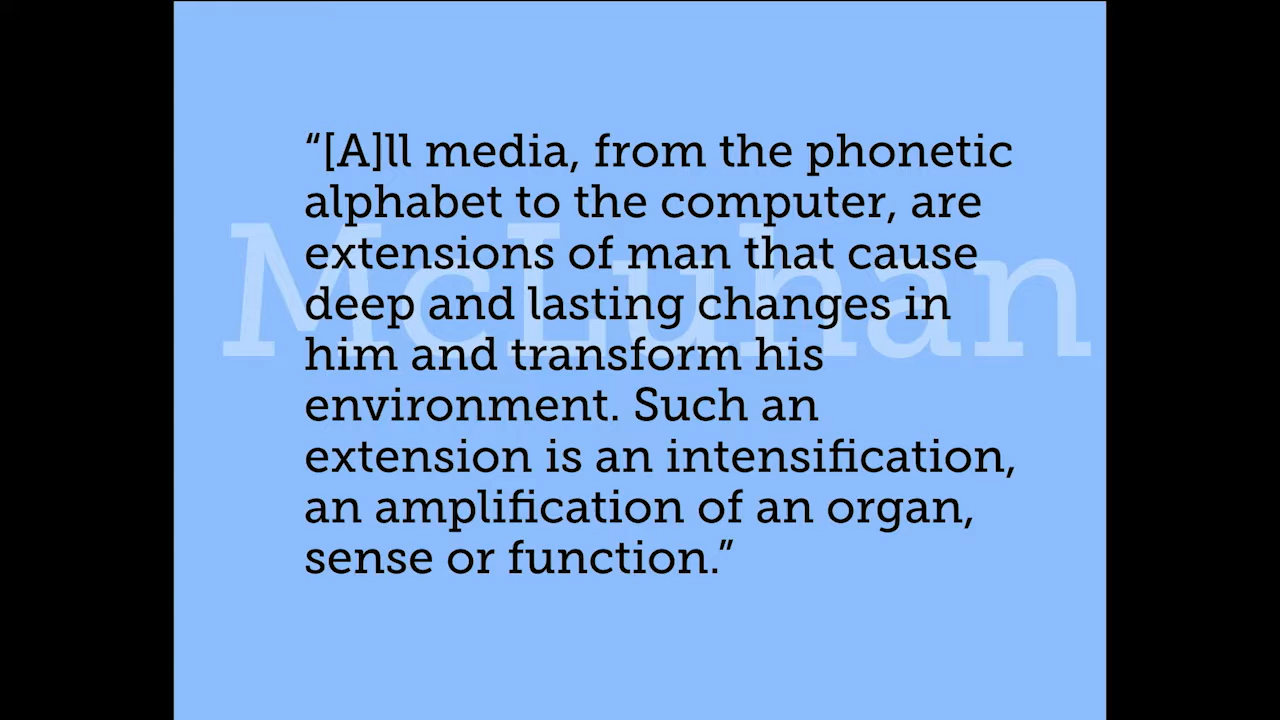 “[A]ll media, from the phonetic
alphabet to the computer, are
McLuhan
extensions of man that cause
deep and lasting changes in
him and transform his
environment. Such an
extension is an intensification,
an amplification of an organ,
sense or function.”